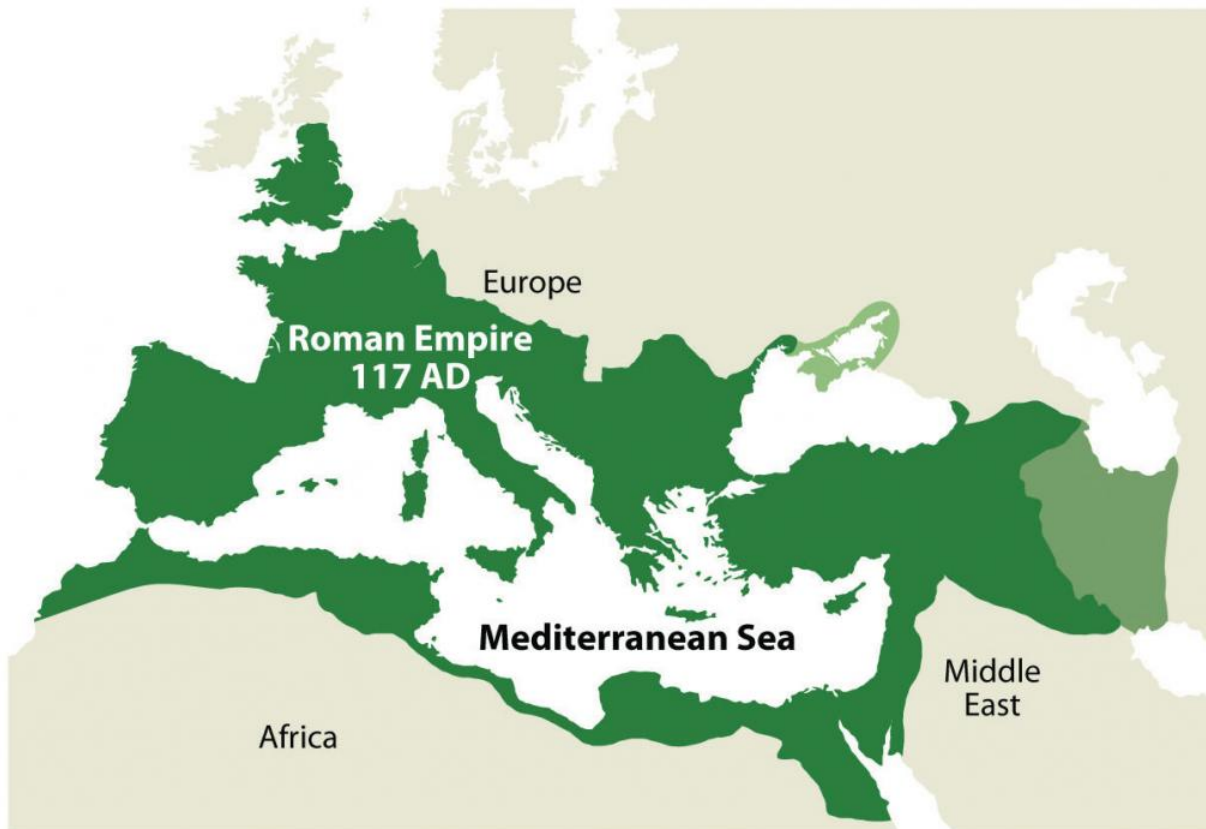 Europe
Roman Empire
117 AD
Mediterranean Sea
Middle
East
Africa